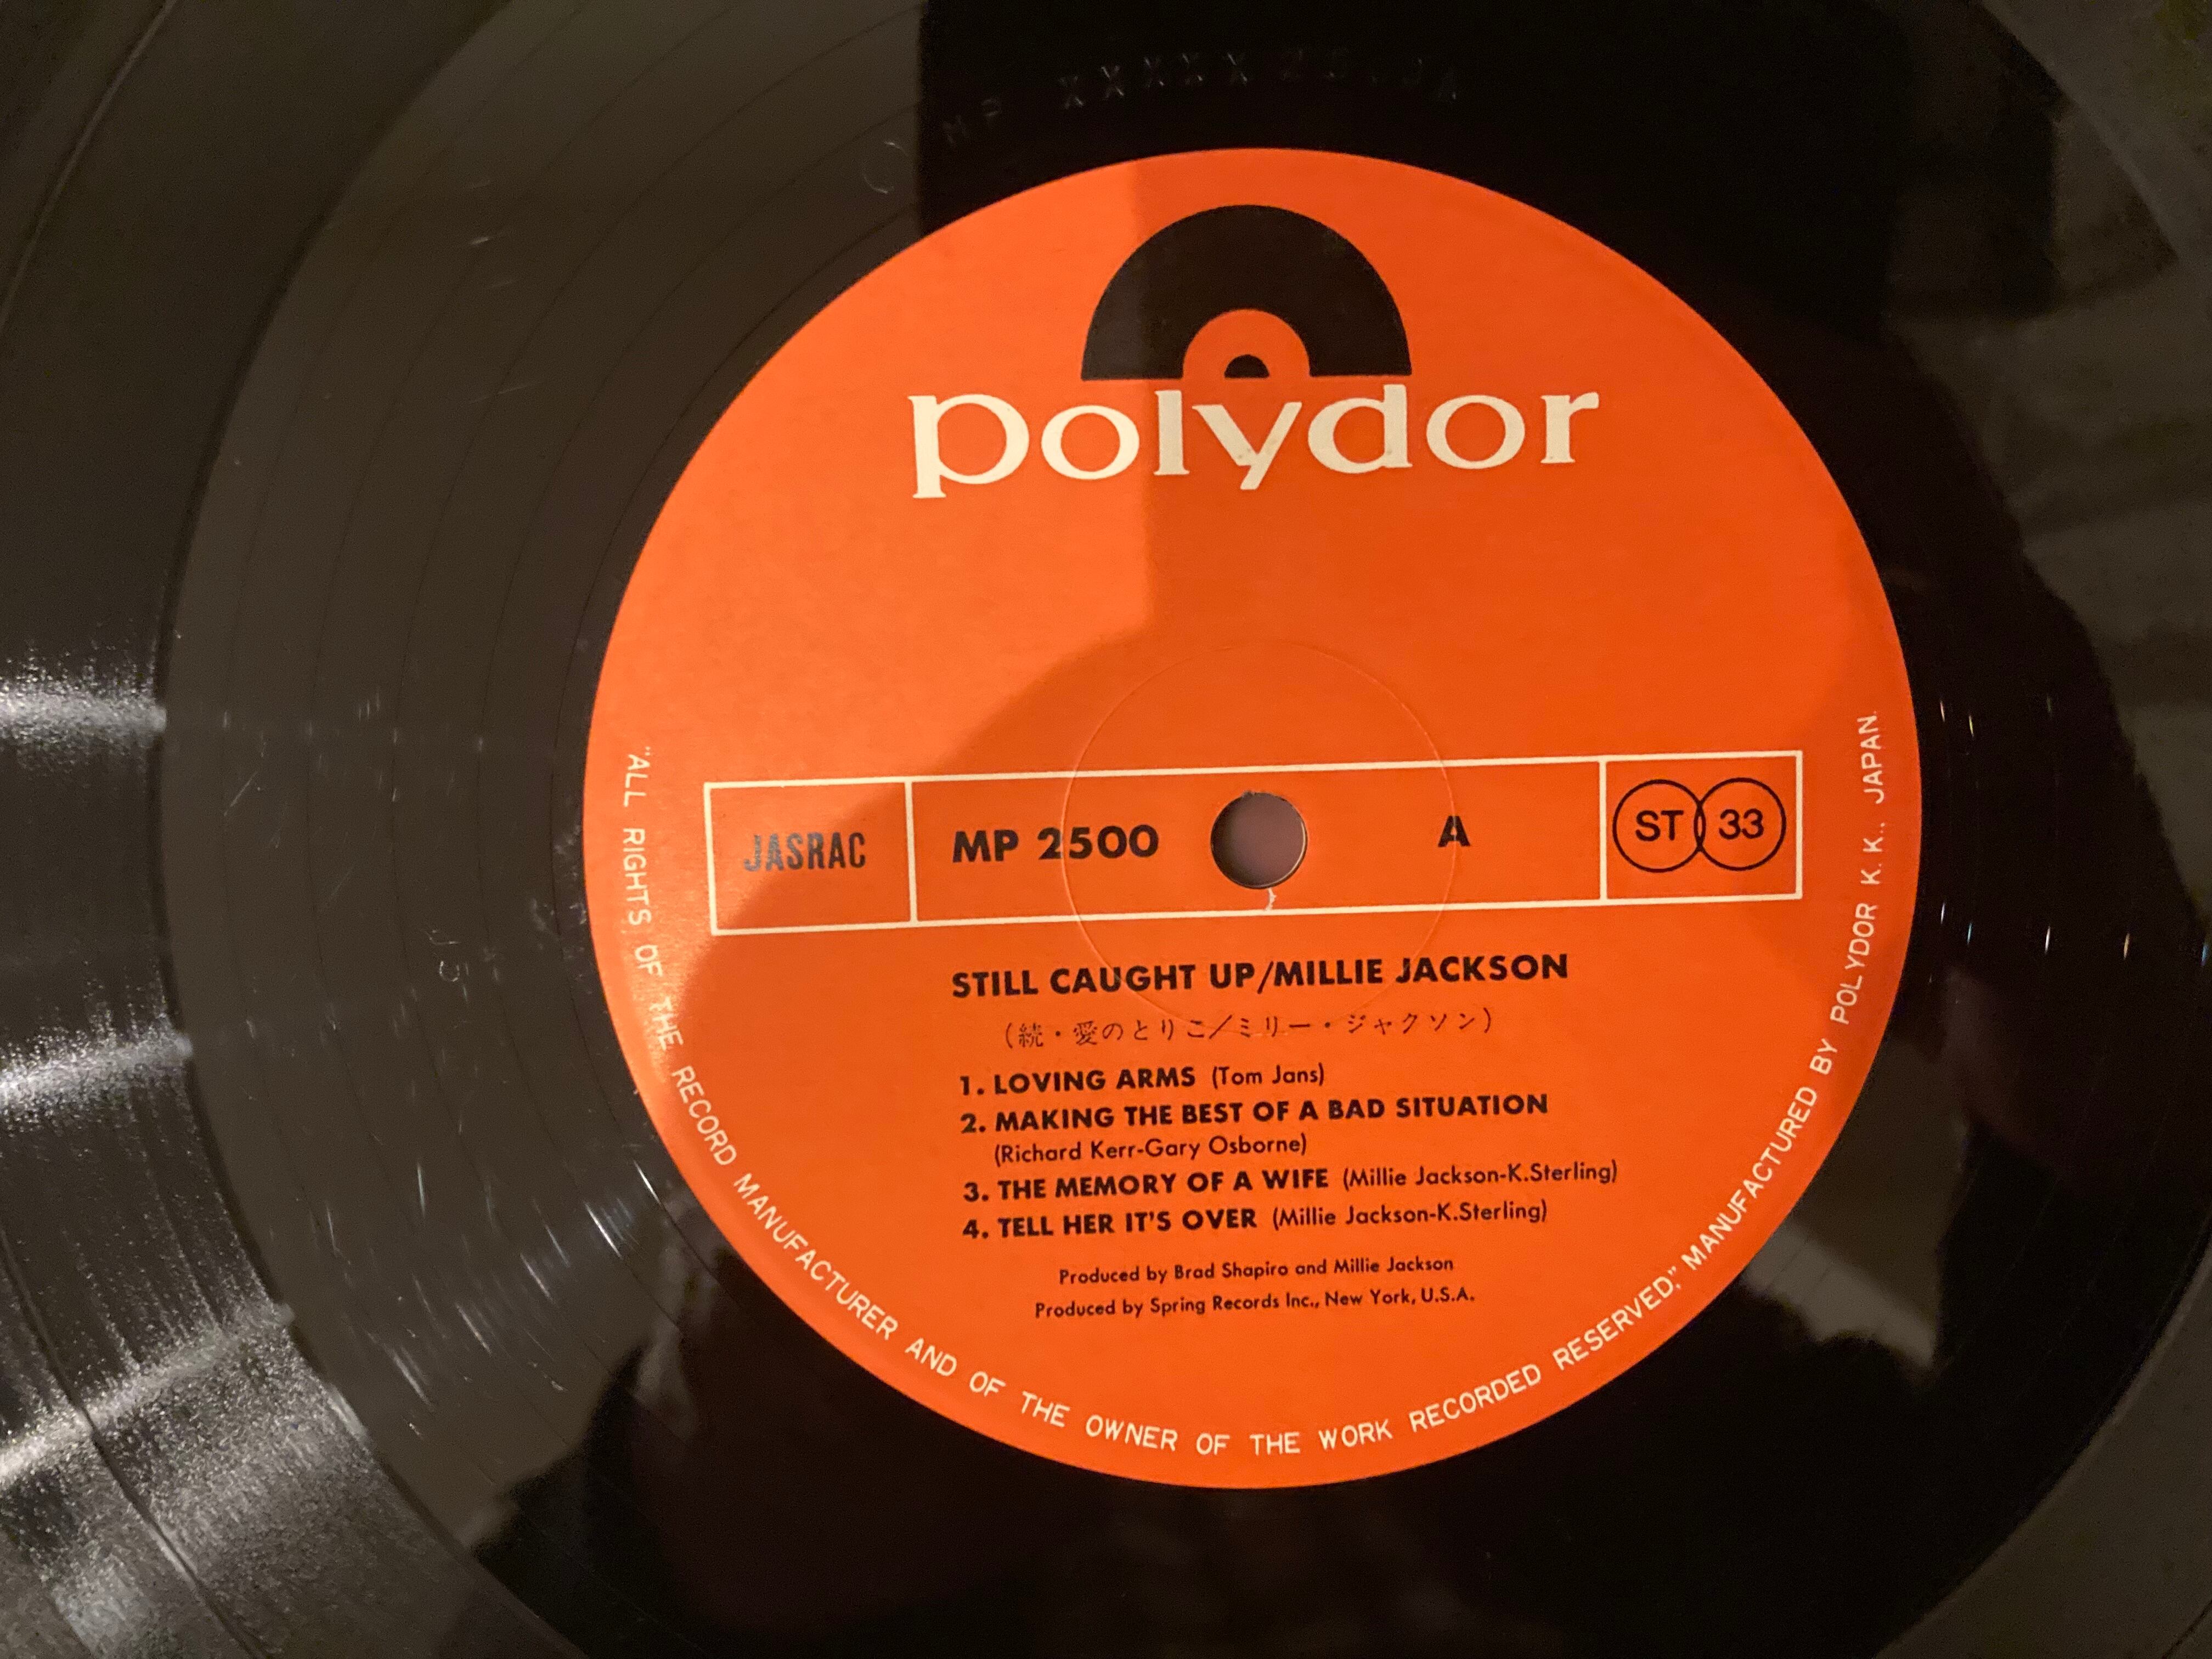 polydor
JASRAC
MP 2500
A
ST 33
STILL CAUGHT UP/MILLIE JACKSON
(続・愛のとりこ/ミリー・ジャクソン)
1. LOVING ARMS (Tom Jans)
2. MAKING THE BEST OF A BAD SITUATION
(Richard Kerr-Gary Osborne)
3. THE MEMORY OF A WIFE (Millie Jackson-K.Sterling)
4. TELL HER IT'S OVER (Millie Jackson-K.Sterling)
Produced by Brad Shapiro and Millie Jackson
Produced by Spring Records Inc., New York, U.S.A.
"ALL RIGHTS OF THE RECORD MANUFACTURER AND OF THE OWNER OF THE WORK RECORDED RESERVED," MANUFACTURED BY POLYDOR K. K., JAPAN.